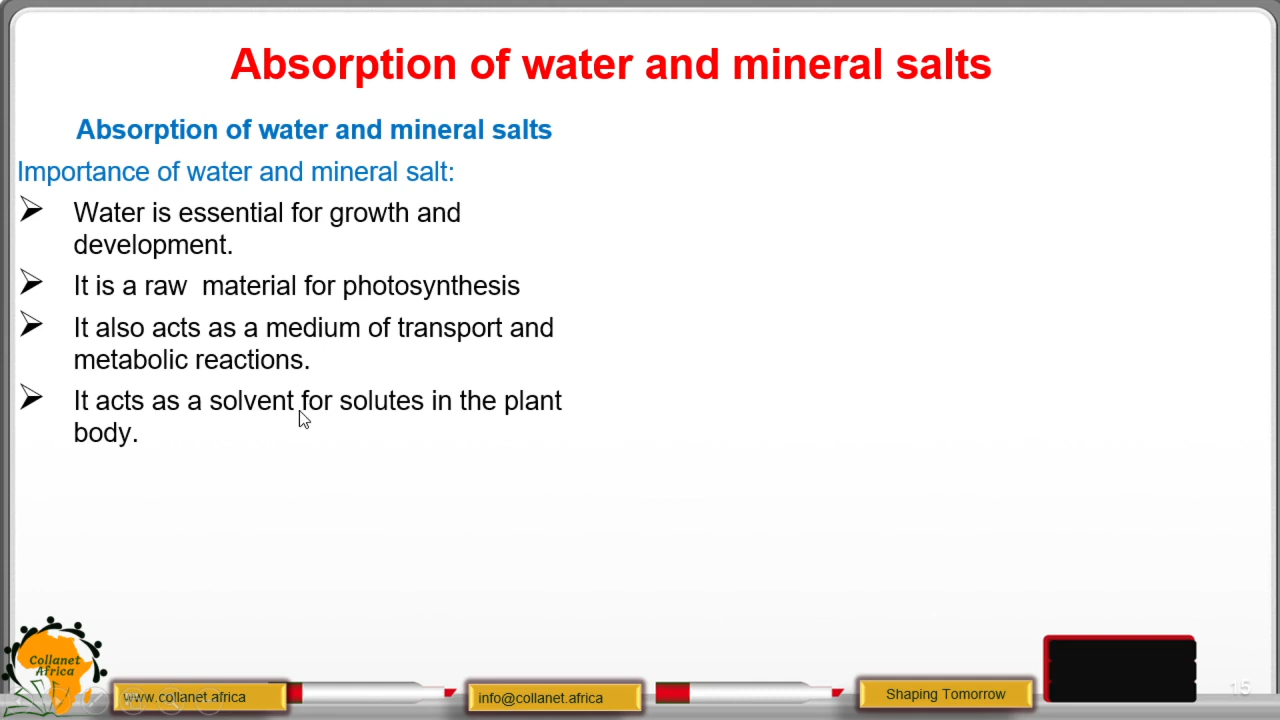 Absorption of water and mineral salts
Absorption of water and mineral salts
Importance of water and mineral salt:
Water is essential for growth and
development.
It is a raw  material for photosynthesis
It also acts as a medium of transport and
metabolic reactions.
It acts as a solvent for solutes in the plant
body.
Collanet
Africa
www.collanet.africa
info@collanet.africa
Shaping Tomorrow
15